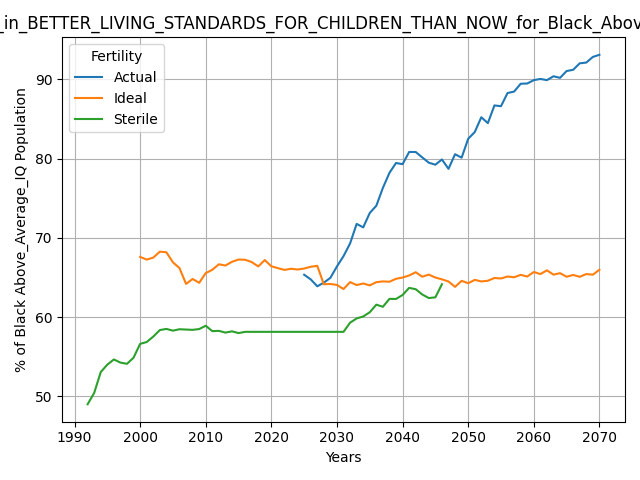 _in_BETTER_LIVING_STANDARDS_FOR_CHILDREN_THAN_NOW_for_Black_Abov
Fertility
Actual
Ideal
Sterile
% of Black Above_Average_IQ Population
90
80
70
60
50
1990 2000 2010 2020 2030 2040 2050 2060 2070
Years